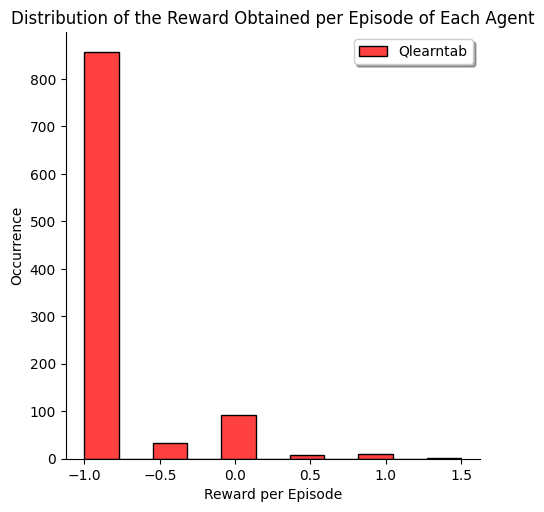 Distribution of the Reward Obtained per Episode of Each Agent
Qlearntab
800
700
600
500
400
300
200
100
0
Occurrence
−1.0 −0.5 0.0 0.5 1.0 1.5
Reward per Episode